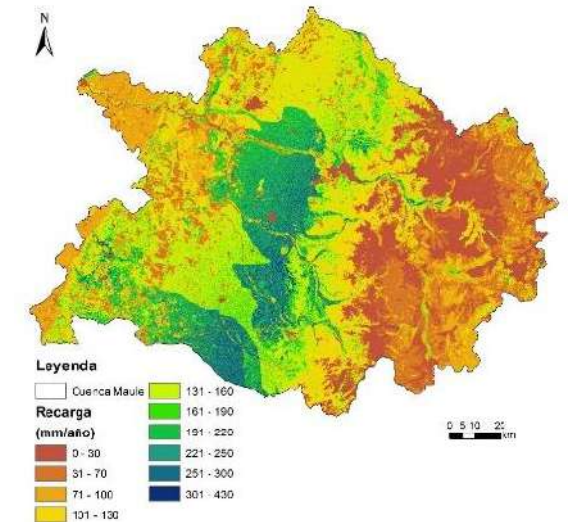 N
Leyenda
Cuenca Maule
Recarga
(mm/año)
0 - 30
31 - 70
71 - 100
101 - 130
131 - 160
161 - 190
191 - 220
221 - 250
251 - 300
301 - 430
0 5 10 20
km